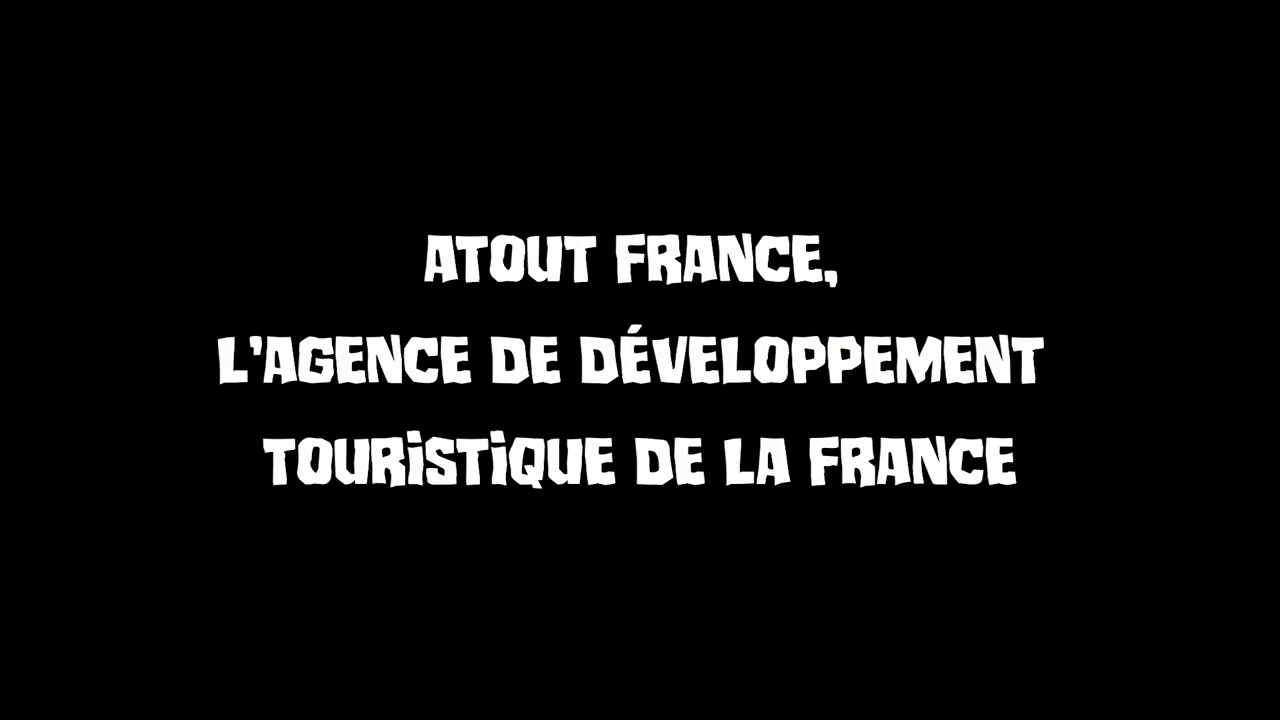 ATOUT FRANCE,
L'AGENCE DE DÉVELOPPEMENT
TOURiSTiQUE DE LA FRANCE